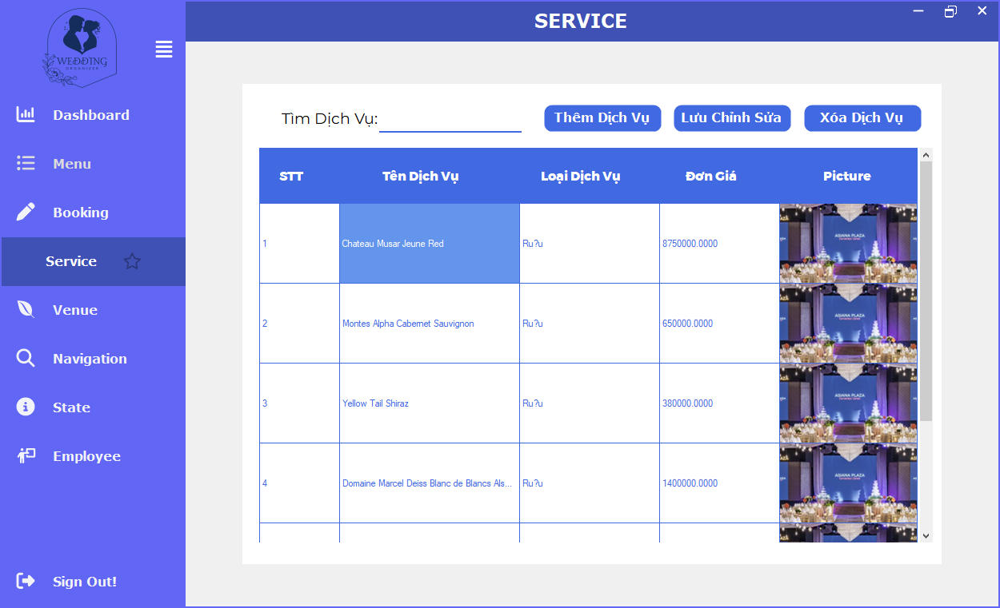 SERVICE
WEDDING
ORGANIZER
Dashboard
Menu
Booking
Service
Venue
Navigation
State
Employee
Sign Out!
Tìm Dịch Vụ:
Thêm Dịch Vụ
Lưu Chỉnh Sửa
Xóa Dịch Vụ
STT Tên Dịch Vụ Loại Dịch Vụ Đơn Giá Picture
1 Chateau Musar Jeune Red Ru?u 8750000.0000
ASIANA PLAZA
2 Montes Alpha Cabernet Sauvignon Ru?u 650000.0000
ASIANA PLAZA
3 Yellow Tail Shiraz Ru?u 380000.0000
ASIANA PLAZA
4 Domaine Marcel Deiss Blanc de Blancs Als... Ru?u 1400000.0000
ASIANA PLAZA